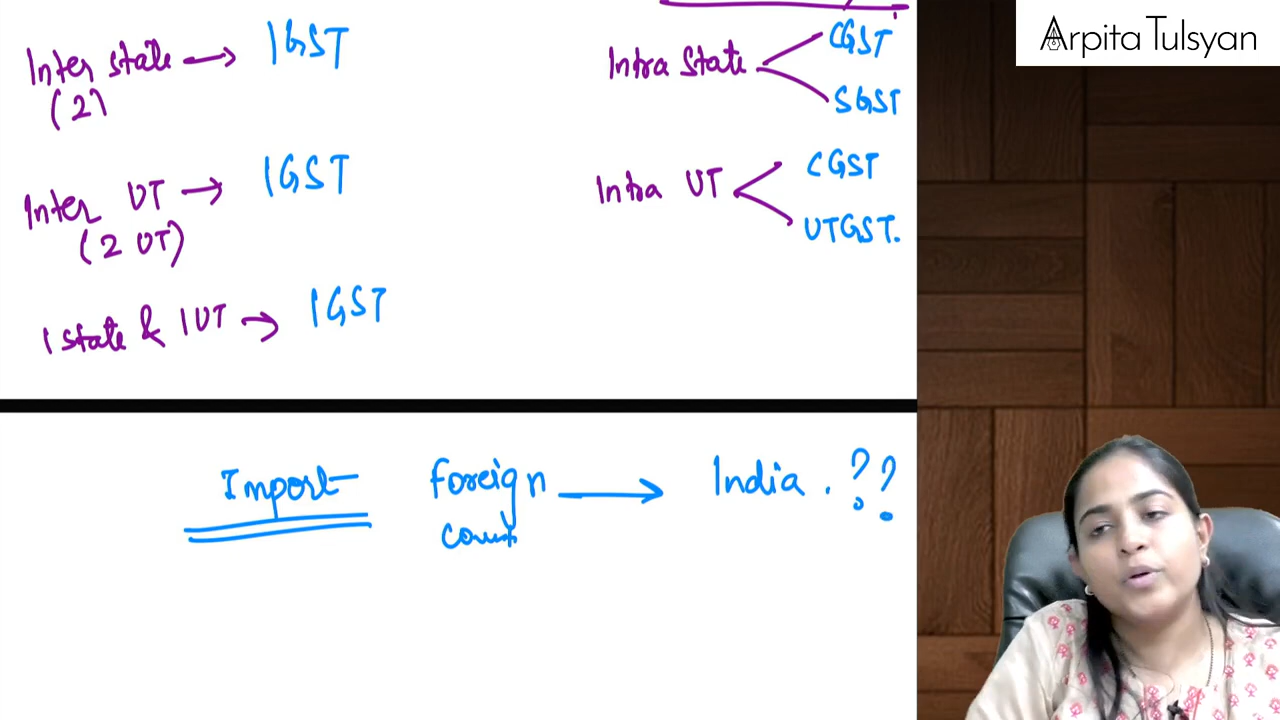 Arpita Tulsyan
Inter state → IGST
(2)
Intra State
CGST
SGST
Inter UT → IGST
(2 UT)
Intra UT
CGST
UTGST.
1 State & 1 UT → IGST
Import
Foreign → India. ??
Count